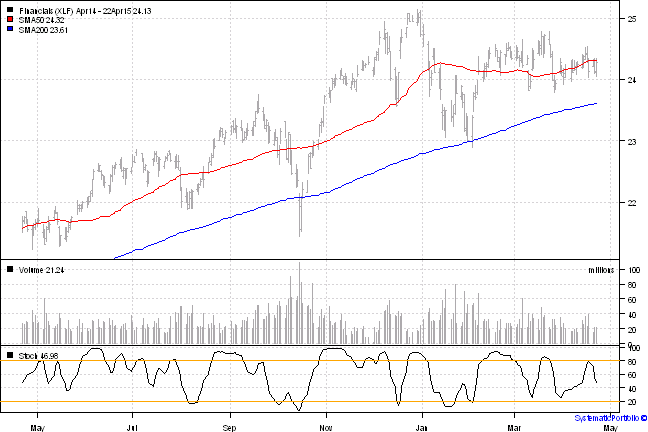 Financials (XLF) Apr14 - 22Apr15 24.13
SMA50 24.32
SMA200 23.61
25
24
23
22
Volume 21.24
millions
100
80
60
40
20
Stoch 46.98
100
80
60
40
20
May Jul Sep Nov Jan Mar May
SystematicPortfolio ©